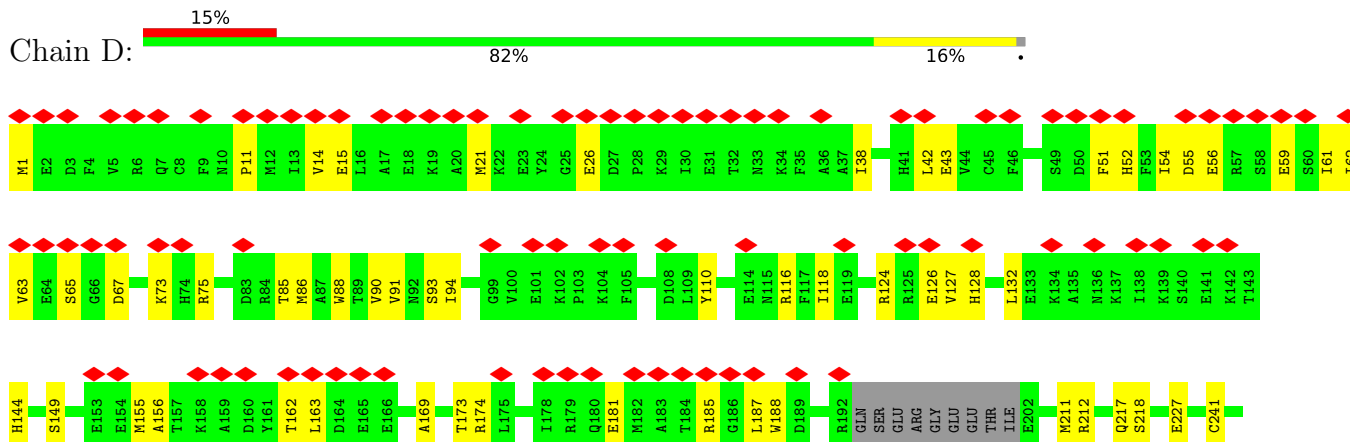 15%
Chain D:
82%
16%
•
M1 E2 D3 F4 V5 R6 Q7 C8 F9 N10 P11 M12 I13 V14 E15 L16 A17 E18 K19 A20 M21 K22 E23 Y24 G25 E26 D27 P28 K29 I30 E31 T32 N33 K34 F35 A36 A37 I38 H41 L42 E43 V44 C45 F46 S49 D50 F51 H52 F53 I54 D55 E56 R57 S58 E59 S60 I61 I62
V63 E64 S65 G66 D67 K73 H74 R75 D83 R84 T85 M86 A87 W88 T89 V90 V91 N92 S93 I94 G99 V100 E101 K102 P103 K104 F105 D108 L109 Y110 E114 N115 R116 F117 I118 E119 R124 R125 E126 V127 H128 L132 E133 K134 A135 N136 K137 I138 K139 S140 E141 K142 T143
H144 S149 E153 E154 M155 A156 T157 K158 A159 D160 Y161 T162 L163 D164 E165 E166 A169 T173 R174 L175 I178 R179 Q180 E181 M182 A183 T184 R185 G186 L187 W188 D189 R192 GLN SER GLU ARG GLY GLU GLU THR ILE E202 M211 R212 Q217 S218 E227 C241